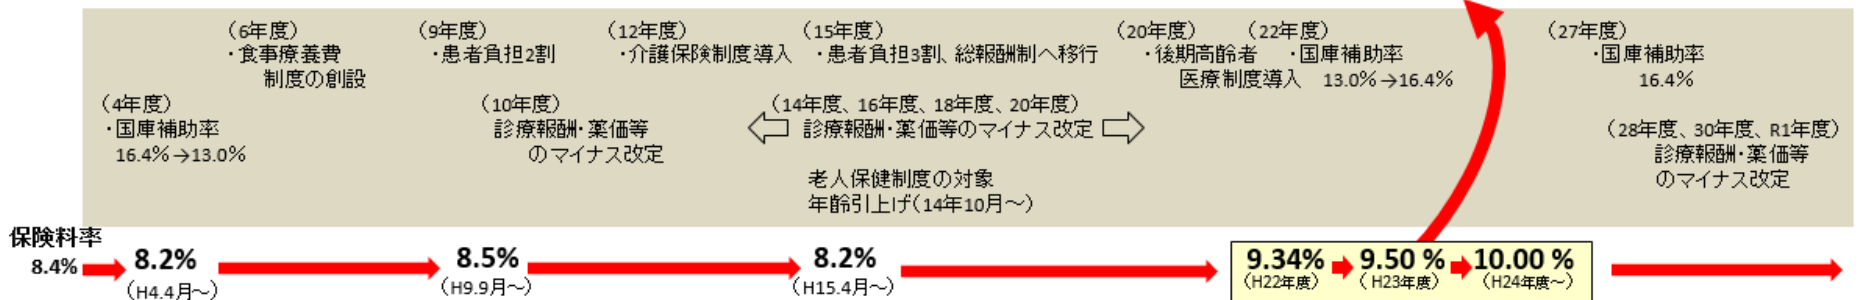 (6年度)
・食事療養費
制度の創設
(9年度)
・患者負担2割
(12年度)
・介護保険制度導入
(15年度)
・患者負担3割、総報酬制へ移行
(20年度)
・後期高齢者
医療制度導入
(22年度)
・国庫補助率
13.0%→16.4%
(27年度)
・国庫補助率
16.4%
(4年度)
・国庫補助率
16.4%→13.0%
(10年度)
診療報酬・薬価等
のマイナス改定
(14年度、16年度、18年度、20年度)
診療報酬・薬価等のマイナス改定
老人保健制度の対象
年齢引上げ(14年10月～)
(28年度、30年度、R1年度)
診療報酬・薬価等
のマイナス改定
保険料率
8.4%
8.2%
(H4.4月～)
8.5%
(H9.9月～)
8.2%
(H15.4月～)
9.34%
(H22年度)
9.50 %
(H23年度)
10.00 %
(H24年度～)